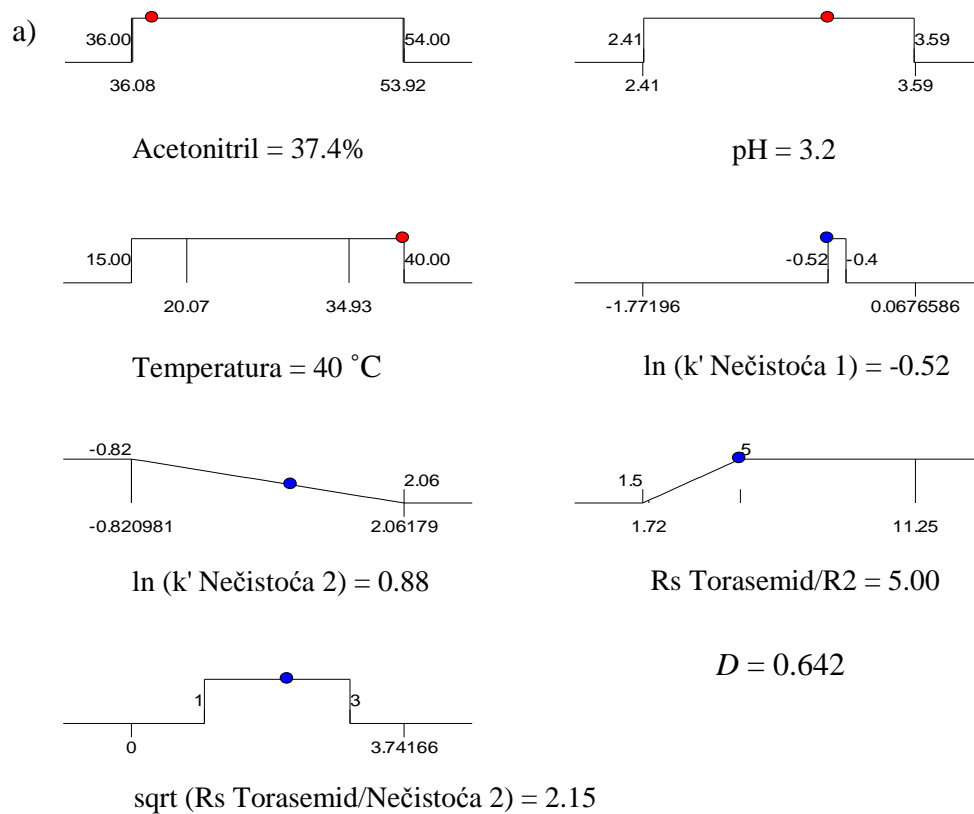 a)
36.00 54.00
36.08 53.92
Acetonitril = 37.4%
2.41 3.59
2.41 3.59
pH = 3.2
15.00 40.00
20.07 34.93
Temperatura = 40 ˚C
-0.52 -0.4
-1.77196 0.0676586
ln (k' Nečistoća 1) = -0.52
-0.82 2.06
-0.820981 2.06179
ln (k' Nečistoća 2) = 0.88
1.5 5
1.72 11.25
Rs Torasemid/R2 = 5.00
1 3
0 3.74166
sqrt (Rs Torasemid/Nečistoća 2) = 2.15
D = 0.642